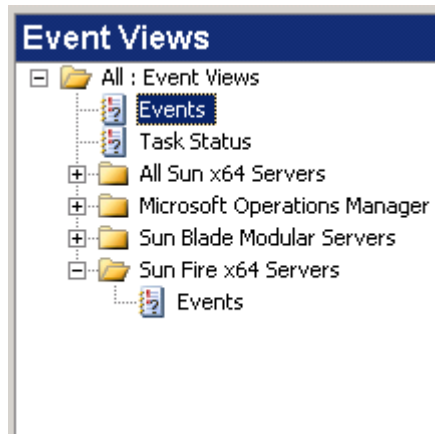 Event Views
All : Event Views
Events
Task Status
All Sun x64 Servers
Microsoft Operations Manager
Sun Blade Modular Servers
Sun Fire x64 Servers
Events